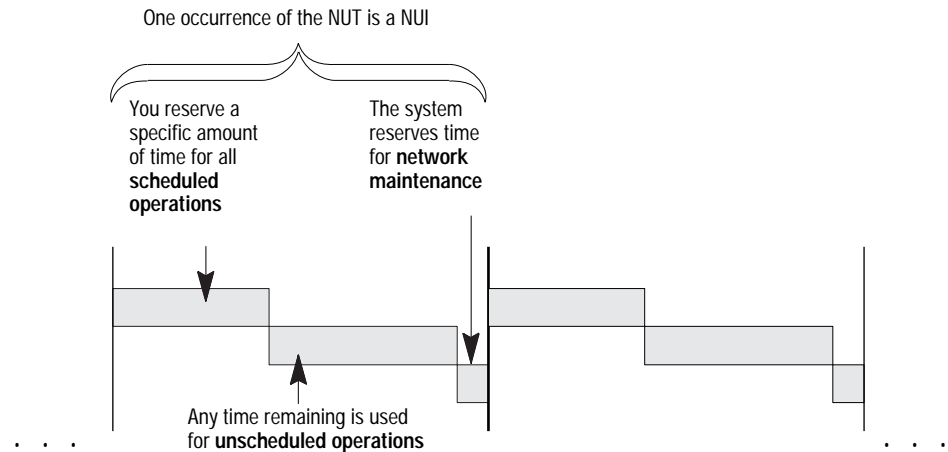 One occurrence of the NUT is a NUI
You reserve a
specific amount
of time for all
scheduled
operations
The system
reserves time
for network
maintenance
Any time remaining is used
for unscheduled operations
. . .
. . .